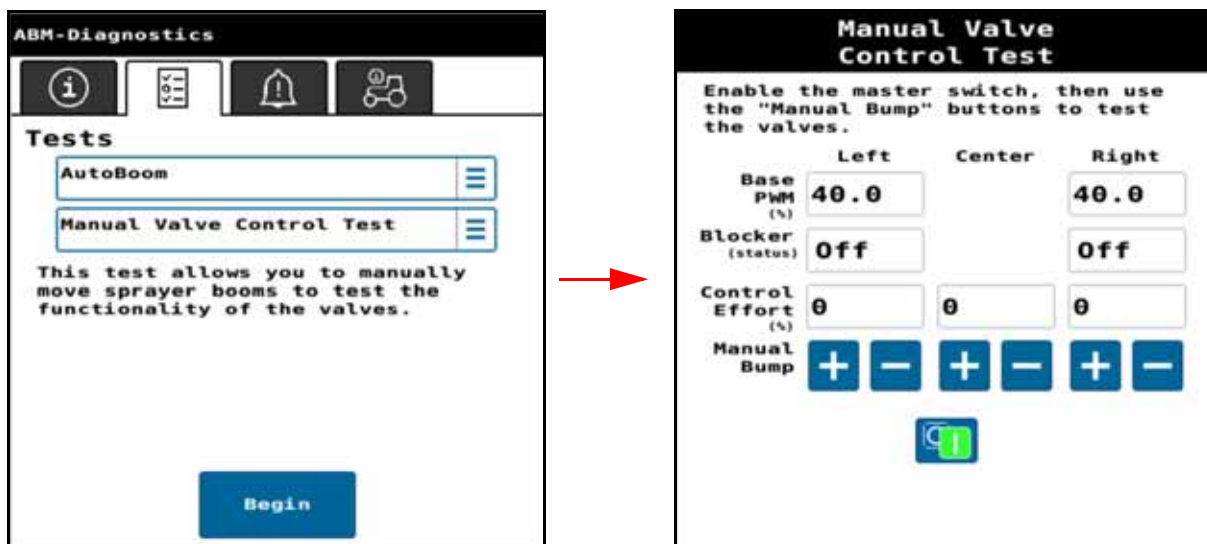 ABM-Diagnostics
Tests
AutoBoom
Manual Valve Control Test
This test allows you to manually
move sprayer booms to test the
functionality of the valves.
Begin
Manual Valve
Control Test
Enable the master switch, then use
the "Manual Bump" buttons to test
the valves.
Left Center Right
Base
PWM 40.0 40.0
(%)
Blocker
(status) Off Off
Control
Effort 0 0 0
(%)
Manual
Bump + − + − + −